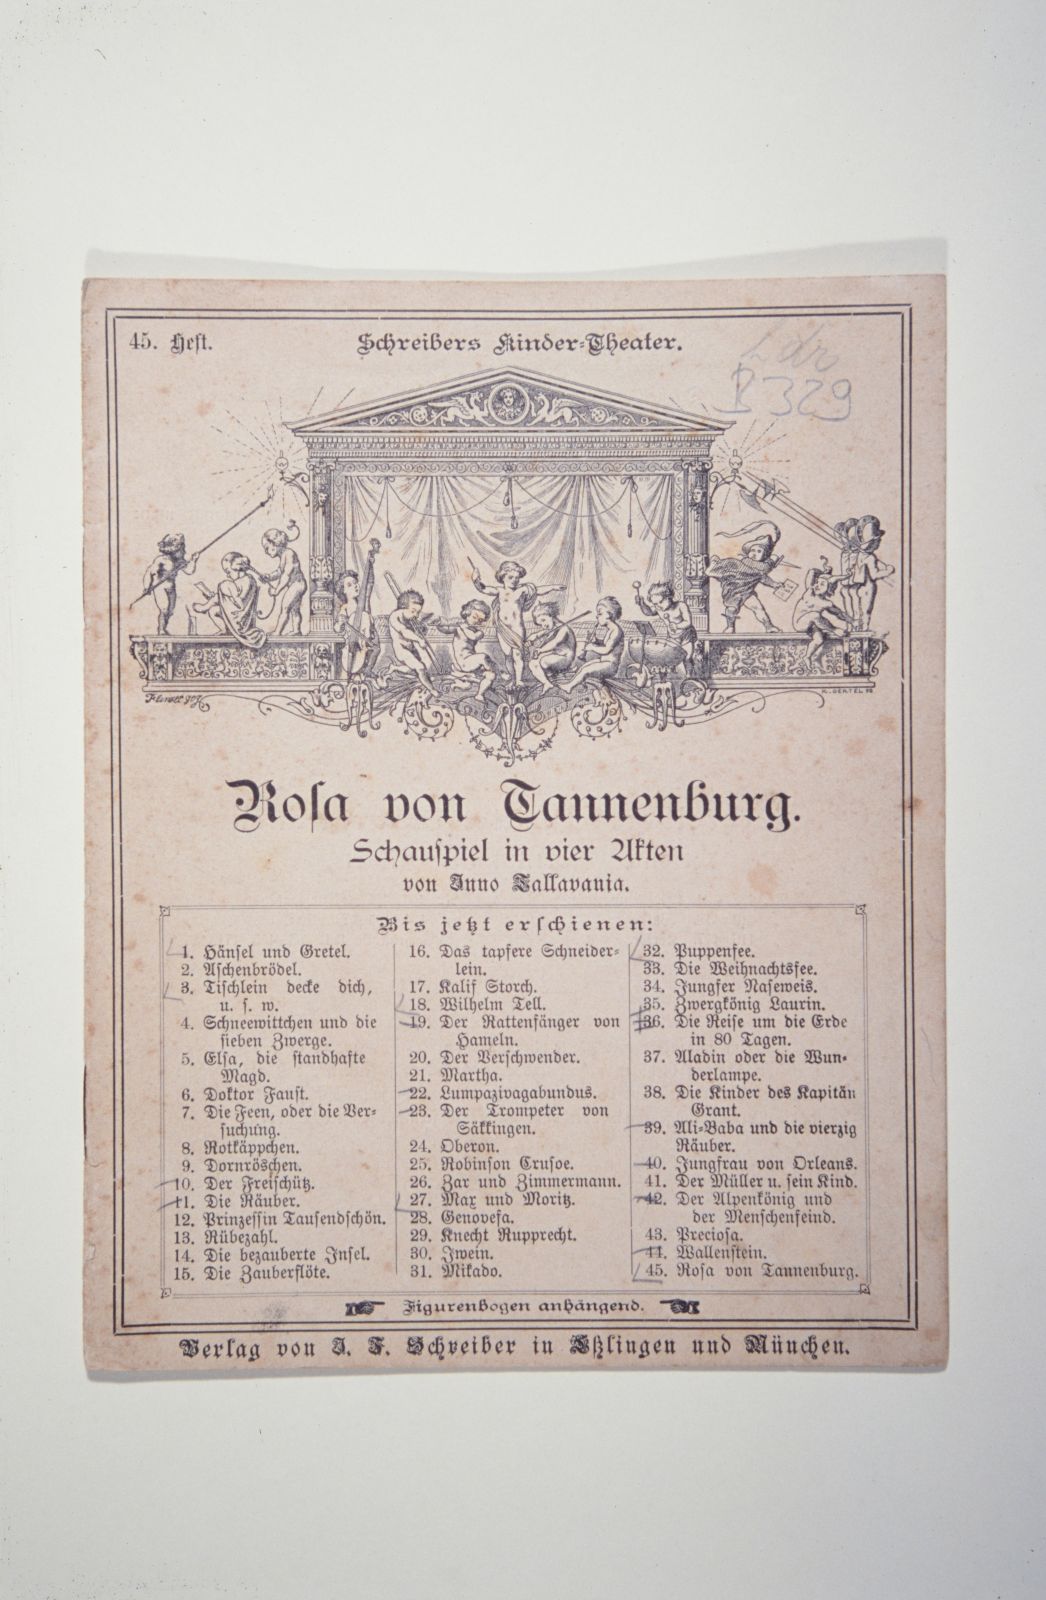 45. Heft.
Schreibers Kinder-Theater.
B 329
K. OERTEL
Rosa von Tannenburg.
Schauspiel in vier Akten
von Inno Tallavania.
Bis jetzt erschienen:
1. Hänsel und Gretel.
2. Aschenbrödel.
3. Tischlein decke dich,
u. s. w.
4. Schneewittchen und die
sieben Zwerge.
5. Elsa, die standhafte
Magd.
6. Doktor Faust.
7. Die Feen, oder die Ver-
suchung.
8. Rotkäppchen.
9. Dornröschen.
10. Der Freischütz.
11. Die Räuber.
12. Prinzessin Tausendschön.
13. Rübezahl.
14. Die bezauberte Insel.
15. Die Zauberflöte.
16. Das tapfere Schneider-
lein.
17. Kalif Storch.
18. Wilhelm Tell.
19. Der Rattenfänger von
Hameln.
20. Der Verschwender.
21. Martha.
22. Lumpazivagabundus.
23. Der Trompeter von
Säkkingen.
24. Oberon.
25. Robinson Crusoe.
26. Zar und Zimmermann.
27. Max und Moritz.
28. Genovefa.
29. Knecht Rupprecht.
30. Iwein.
31. Mikado.
32. Puppenfee.
33. Die Weihnachtsfee.
34. Jungfer Naseweis.
35. Zwergkönig Laurin.
36. Die Reise um die Erde
in 80 Tagen.
37. Aladin oder die Wun-
derlampe.
38. Die Kinder des Kapitän
Grant.
39. Ali-Baba und die vierzig
Räuber.
40. Jungfrau von Orleans.
41. Der Müller u. sein Kind.
42. Der Alpenkönig und
der Menschenfeind.
43. Preciosa.
44. Wallenstein.
45. Rosa von Tannenburg.
Figurenbogen anhängend.
Verlag von J. F. Schreiber in Eßlingen und München.